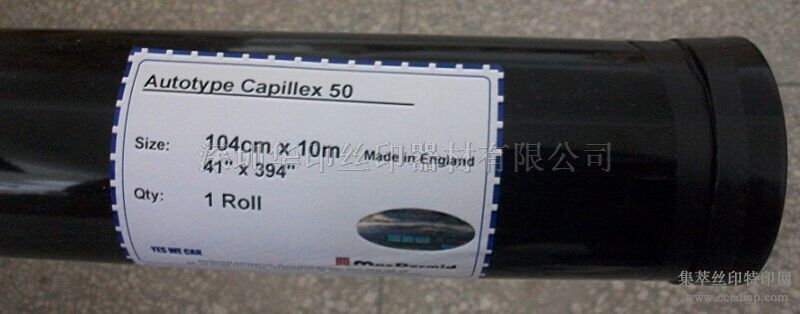 Autotype Capillex 50
Size: 104cm x 10m Made in England
41" x 394"
Qty: 1 Roll
YES WE CAN
MacDermid
深圳华印丝印器材有限公司
集萃丝印特印网
www.ccedisp.com